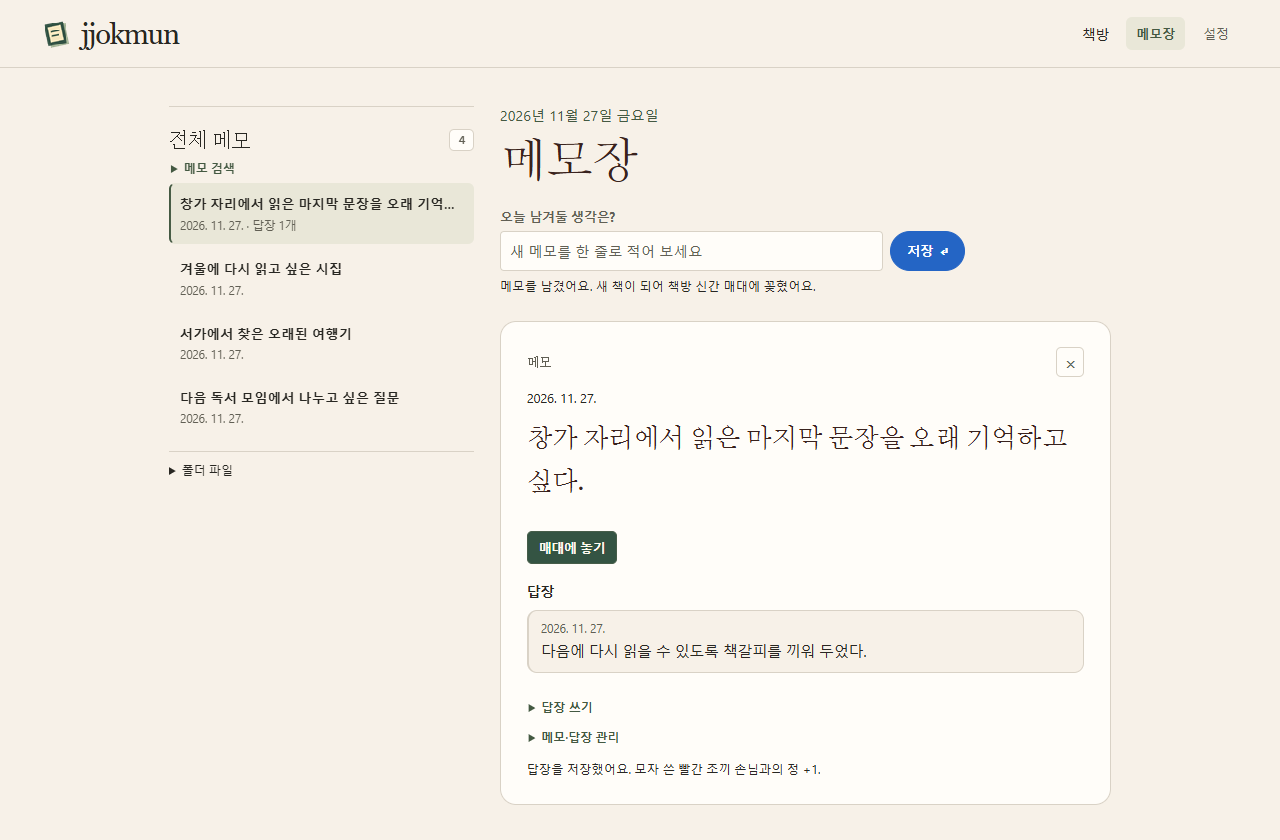 jjokmun
책방
메모장
설정
전체 메모
4
▶ 메모 검색
창가 자리에서 읽은 마지막 문장을 오래 기억...
2026. 11. 27. · 답장 1개
겨울에 다시 읽고 싶은 시집
2026. 11. 27.
서가에서 찾은 오래된 여행기
2026. 11. 27.
다음 독서 모임에서 나누고 싶은 질문
2026. 11. 27.
▶ 폴더 파일
2026년 11월 27일 금요일
메모장
오늘 남겨둘 생각은?
새 메모를 한 줄로 적어 보세요
저장 ⏎
메모를 남겼어요. 새 책이 되어 책방 신간 매대에 꽂혔어요.
메모
×
2026. 11. 27.
창가 자리에서 읽은 마지막 문장을 오래 기억하고
싶다.
매대에 놓기
답장
2026. 11. 27.
다음에 다시 읽을 수 있도록 책갈피를 끼워 두었다.
▶ 답장 쓰기
▶ 메모·답장 관리
답장을 저장했어요. 모자 쓴 빨간 조끼 손님과의 정 +1.